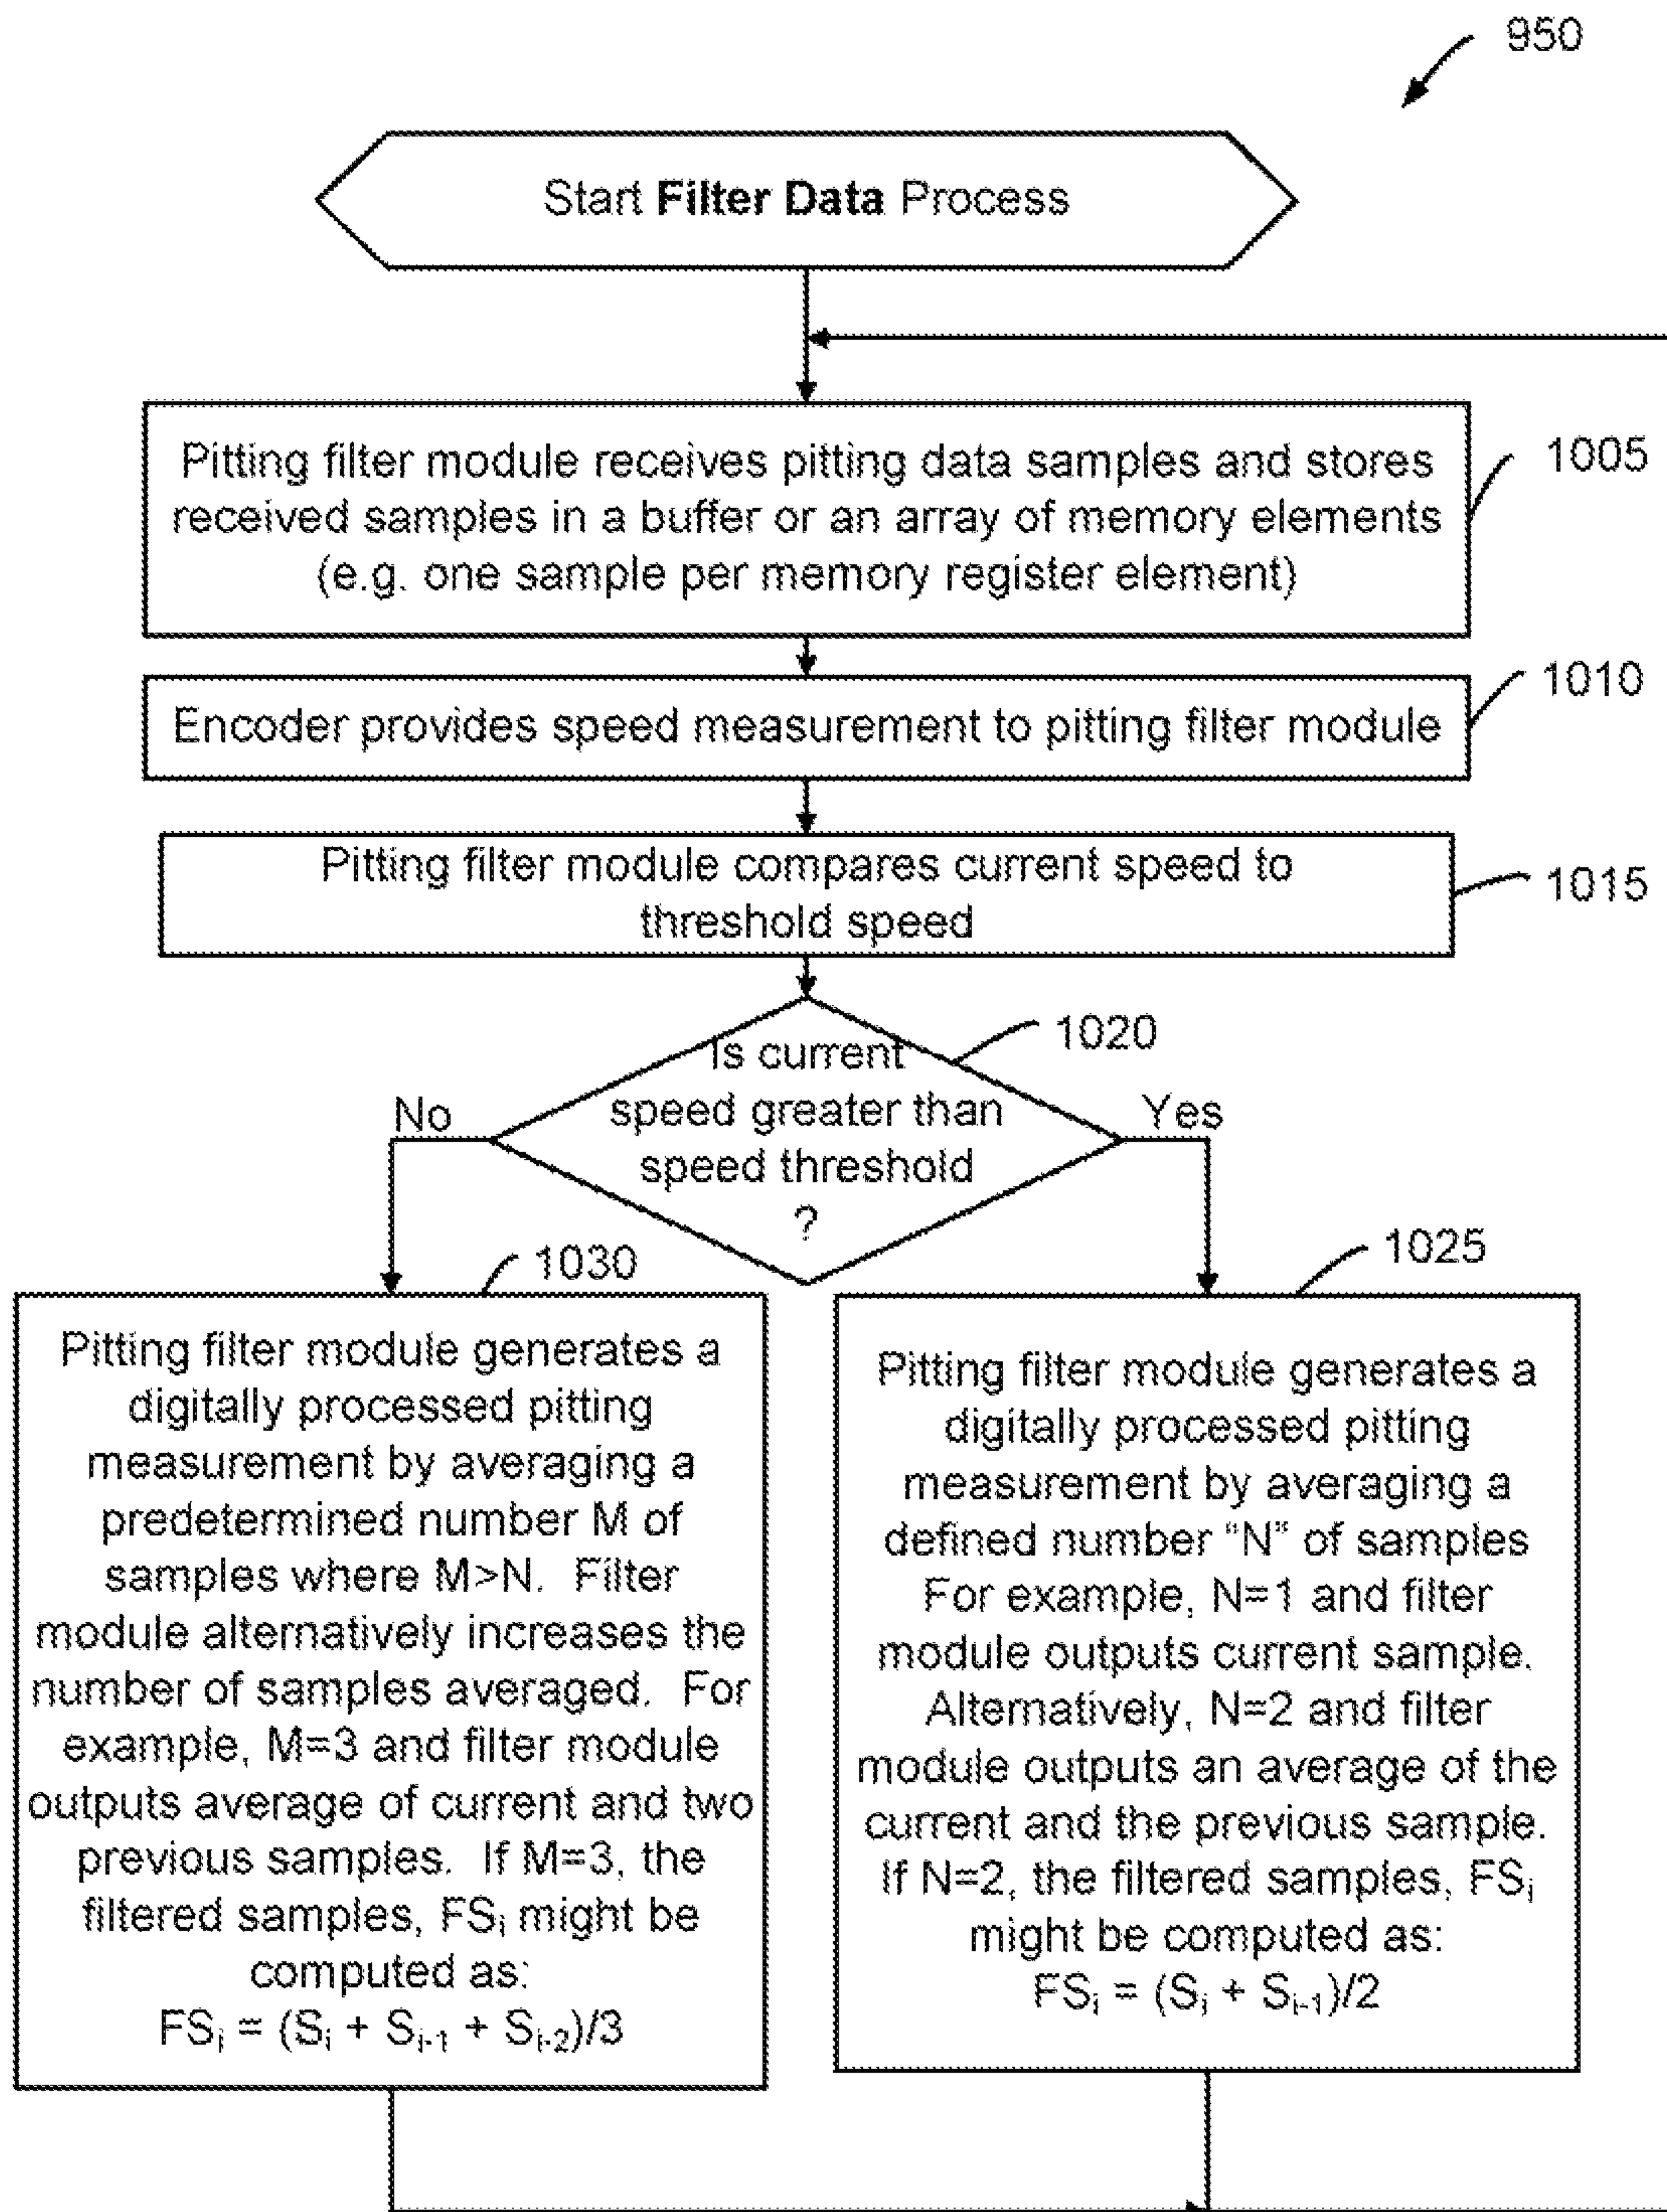 950
Start Filter Data Process
Pitting filter module receives pitting data samples and stores
received samples in a buffer or an array of memory elements
(e.g. one sample per memory register element)
1005
Encoder provides speed measurement to pitting filter module
1010
Pitting filter module compares current speed to
threshold speed
1015
Is current
speed greater than
speed threshold
?
1020
No
Yes
1030
Pitting filter module generates a
digitally processed pitting
measurement by averaging a
predetermined number M of
samples where M>N. Filter
module alternatively increases the
number of samples averaged. For
example, M=3 and filter module
outputs average of current and two
previous samples. If M=3, the
filtered samples, FSᵢ might be
computed as:
FSᵢ = (Sᵢ + Sᵢ₋₁ + Sᵢ₋₂)/3
1025
Pitting filter module generates a
digitally processed pitting
measurement by averaging a
defined number “N” of samples
For example, N=1 and filter
module outputs current sample.
Alternatively, N=2 and filter
module outputs an average of the
current and the previous sample.
If N=2, the filtered samples, FSᵢ
might be computed as:
FSᵢ = (Sᵢ + Sᵢ₋₁)/2